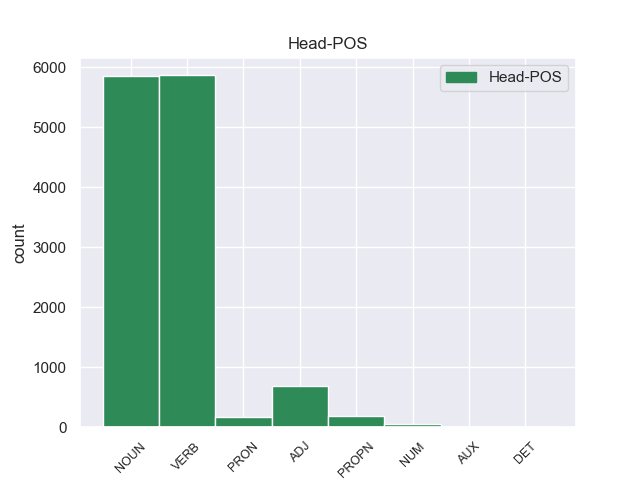 Head-POS
6000
Head-POS
5000
4000
3000
2000
1000
0
count
NOUN
VERB
PRON
ADJ
PROPN
NUM
AUX
DET